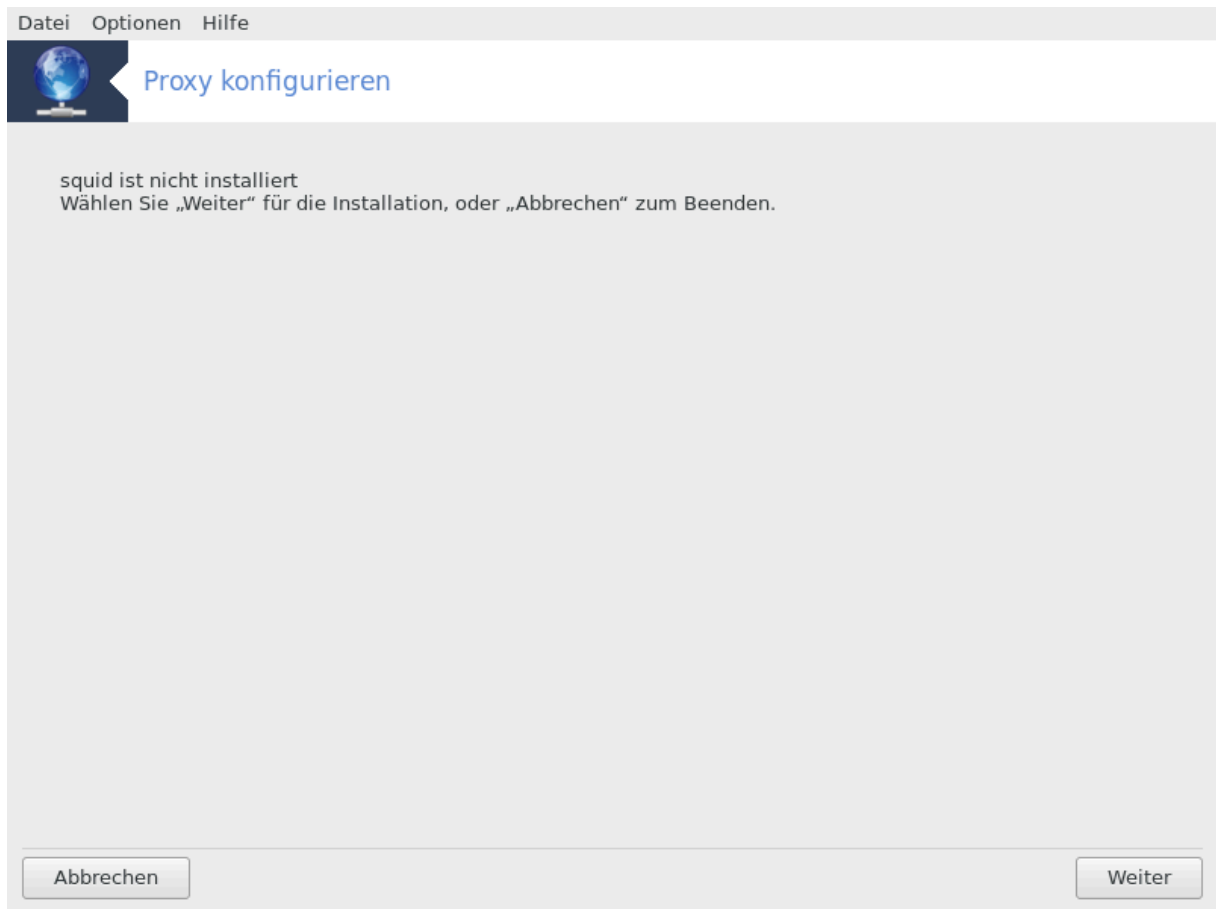 Datei Optionen Hilfe
Proxy konfigurieren
squid ist nicht installiert
Wählen Sie „Weiter“ für die Installation, oder „Abbrechen“ zum Beenden.
Abbrechen Weiter